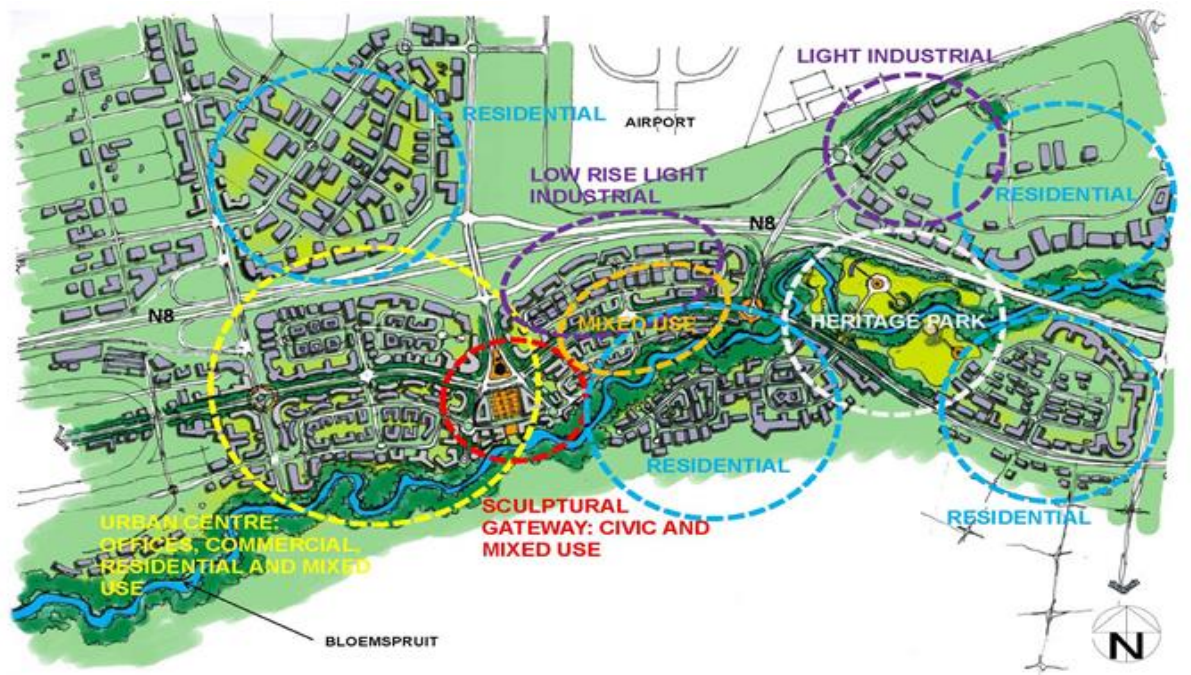 LIGHT INDUSTRIAL
RESIDENTIAL
AIRPORT
LOW RISE LIGHT
INDUSTRIAL
RESIDENTIAL
N8
N8
MIXED USE
HERITAGE PARK
RESIDENTIAL
SCULPTURAL
GATEWAY: CIVIC AND
MIXED USE
RESIDENTIAL
URBAN CENTRE:
OFFICES, COMMERCIAL,
RESIDENTIAL AND MIXED
USE
BLOEMSPRUIT
N